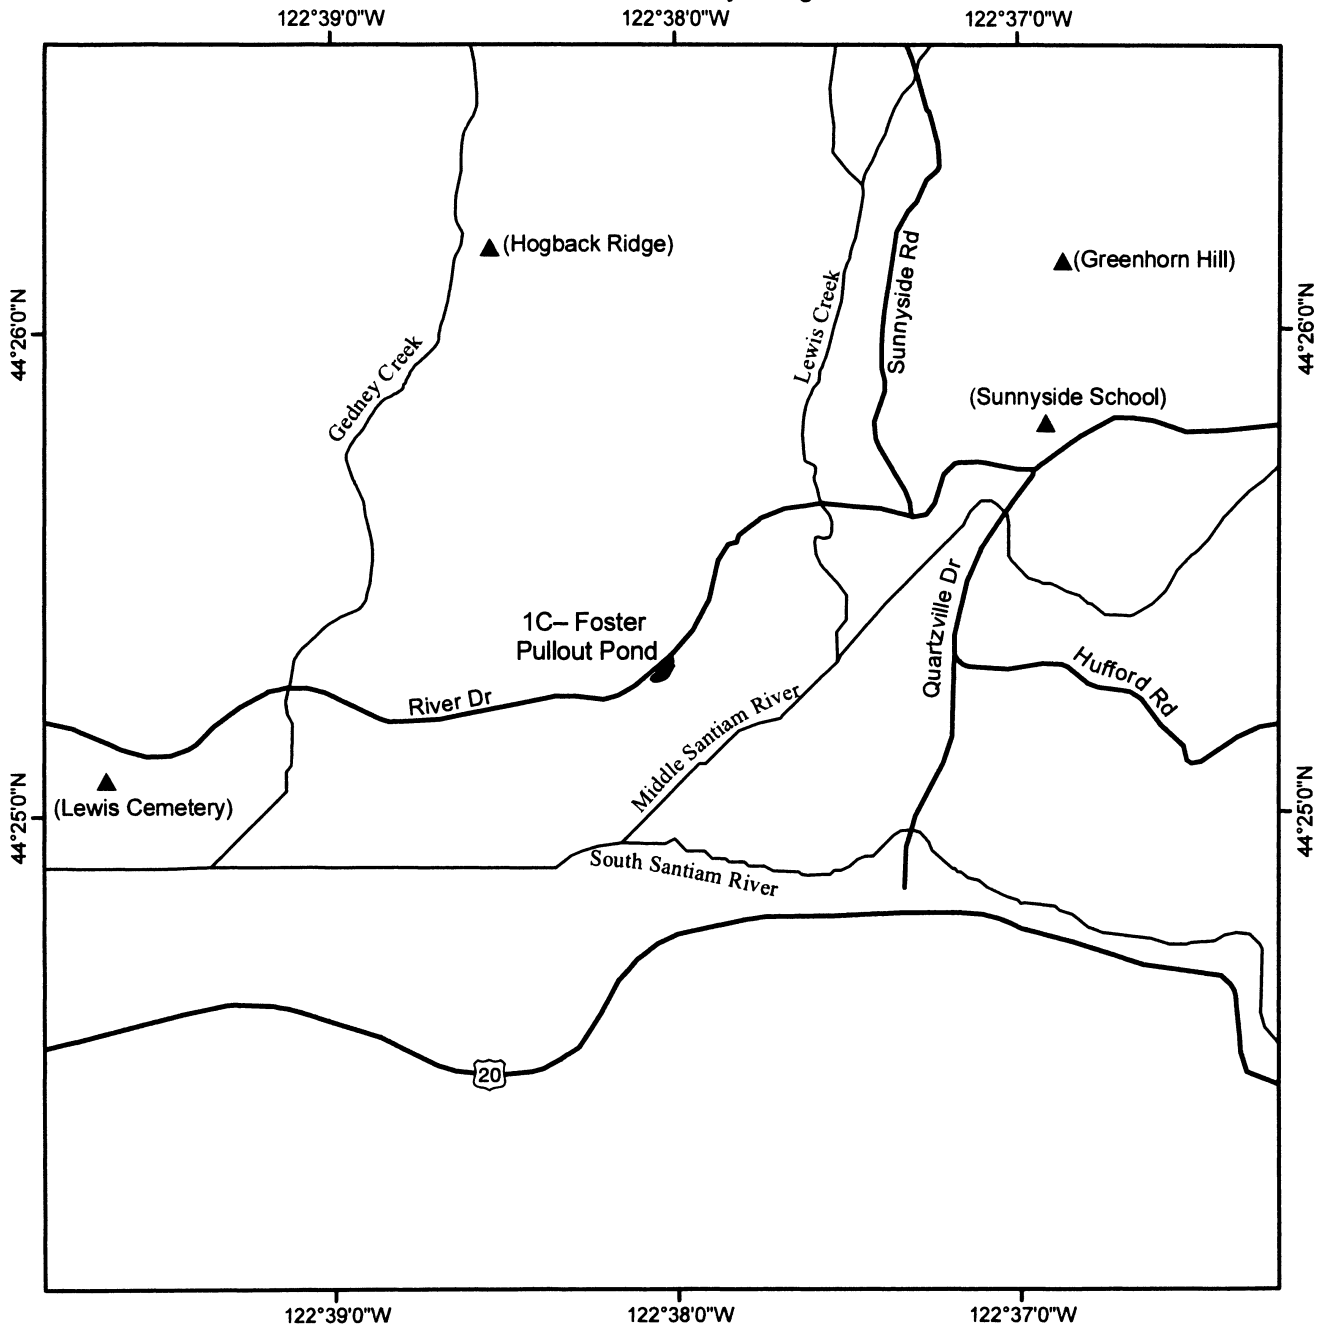 122°39'0"W
122°38'0"W
122°37'0"W
(Hogback Ridge)
(Greenhorn Hill)
Sunnyside Rd
Lewis Creek
44°26'0"N
44°26'0"N
Gedney Creek
(Sunnyside School)
1C– Foster
Pullout Pond
Quartzville Dr
Hufford Rd
River Dr
Middle Santiam River
(Lewis Cemetery)
44°25'0"N
44°25'0"N
South Santiam River
20
122°39'0"W
122°38'0"W
122°37'0"W